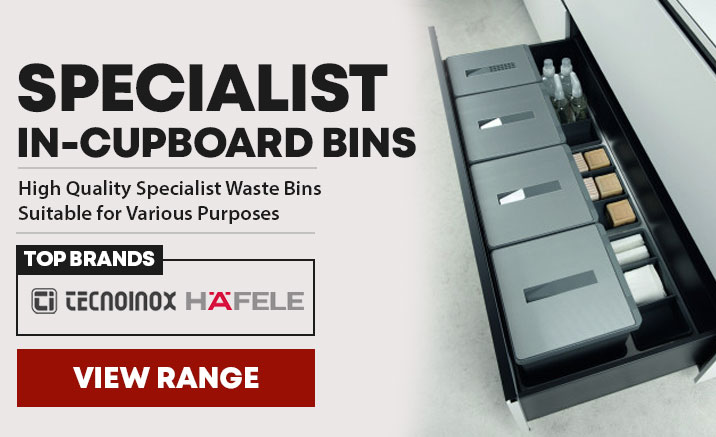 SPECIALIST
IN-CUPBOARD BINS
High Quality Specialist Waste Bins
Suitable for Various Purposes
TOP BRANDS
TECNOINOX HÄFELE
VIEW RANGE